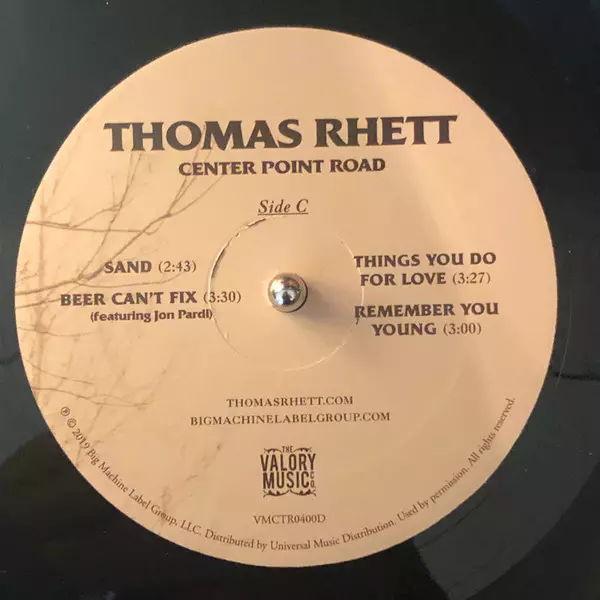 THOMAS RHETT
CENTER POINT ROAD
Side C
SAND (2:43)
BEER CAN'T FIX (3:30)
(featuring Jon Pardi)
THINGS YOU DO
FOR LOVE (3:27)
REMEMBER YOU
YOUNG (3:00)
THOMASRHETT.COM
BIGMACHINELABELGROUP.COM
THE
VALORY
MUSIC CO.
VMCTR0400D
℗ © 2019 Big Machine Label Group, LLC. Distributed by Universal Music Distribution. Used by permission. All rights reserved.